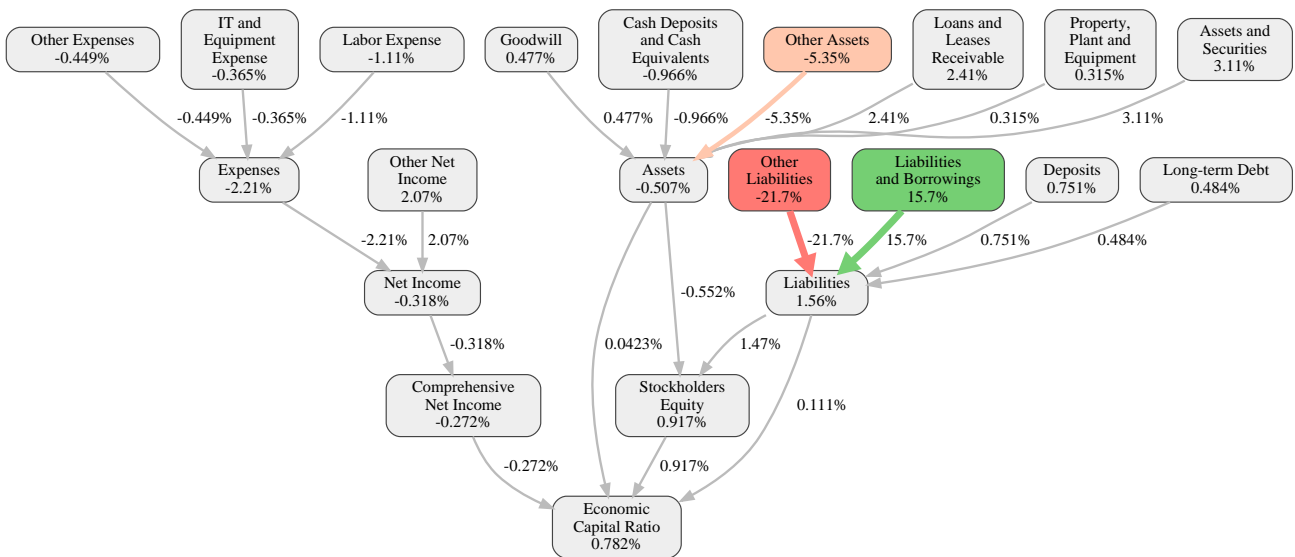 Other Expenses
-0.449%
IT and
Equipment
Expense
-0.365%
Labor Expense
-1.11%
Goodwill
0.477%
Cash Deposits
and Cash
Equivalents
-0.966%
Other Assets
-5.35%
Loans and
Leases
Receivable
2.41%
Property,
Plant and
Equipment
0.315%
Assets and
Securities
3.11%
-0.449%
-0.365%
-1.11%
0.477%
-0.966%
-5.35%
2.41%
0.315%
3.11%
Expenses
-2.21%
Other Net
Income
2.07%
Assets
-0.507%
Other
Liabilities
-21.7%
Liabilities
and Borrowings
15.7%
Deposits
0.751%
Long-term Debt
0.484%
-2.21%
2.07%
-21.7%
15.7%
0.751%
0.484%
Net Income
-0.318%
-0.552%
Liabilities
1.56%
-0.318%
0.0423%
1.47%
Comprehensive
Net Income
-0.272%
Stockholders
Equity
0.917%
0.111%
-0.272%
0.917%
Economic
Capital Ratio
0.782%